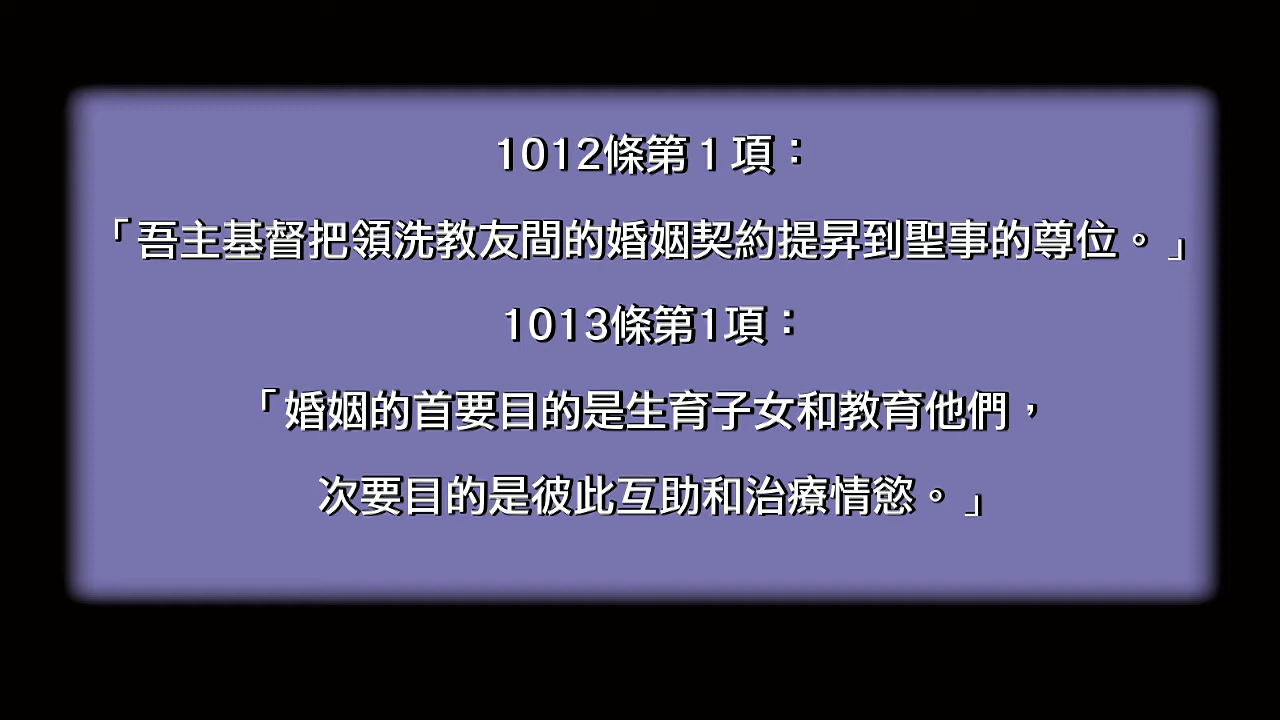 1012條第１項：
「吾主基督把領洗教友間的婚姻契約提昇到聖事的尊位。」
1013條第1項：
「婚姻的首要目的是生育子女和教育他們，
次要目的是彼此互助和治療情慾。」